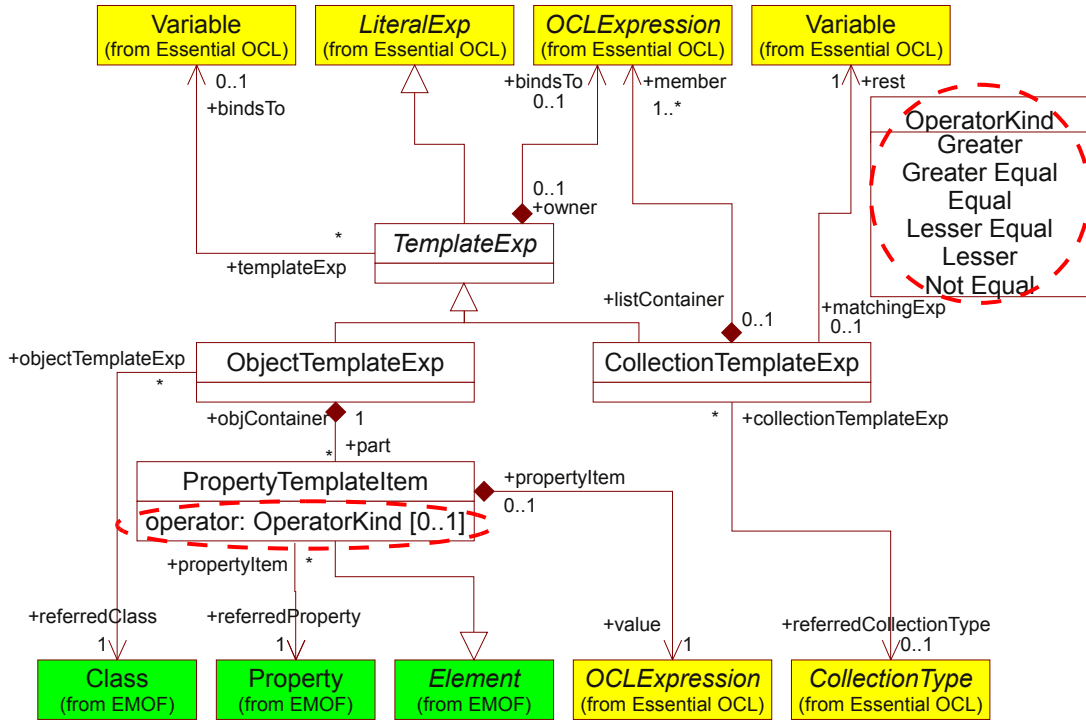 Variable
(from Essential OCL)
LiteralExp
(from Essential OCL)
OCLExpression
(from Essential OCL)
Variable
(from Essential OCL)
0..1
+bindsTo
+bindsTo
0..1
+member
1..*
1
+rest
OperatorKind
Greater
Greater Equal
Equal
Lesser Equal
Lesser
Not Equal
0..1
+owner
*
+templateExp
TemplateExp
+listContainer
0..1
+matchingExp
0..1
+objectTemplateExp
*
ObjectTemplateExp
CollectionTemplateExp
+objContainer
1
*
+collectionTemplateExp
+part
*
PropertyTemplateItem
operator: OperatorKind [0..1]
+propertyItem
0..1
+propertyItem
*
+referredClass
1
+referredProperty
1
+value
1
+referredCollectionType
0..1
Class
(from EMOF)
Property
(from EMOF)
Element
(from EMOF)
OCLExpression
(from Essential OCL)
CollectionType
(from Essential OCL)